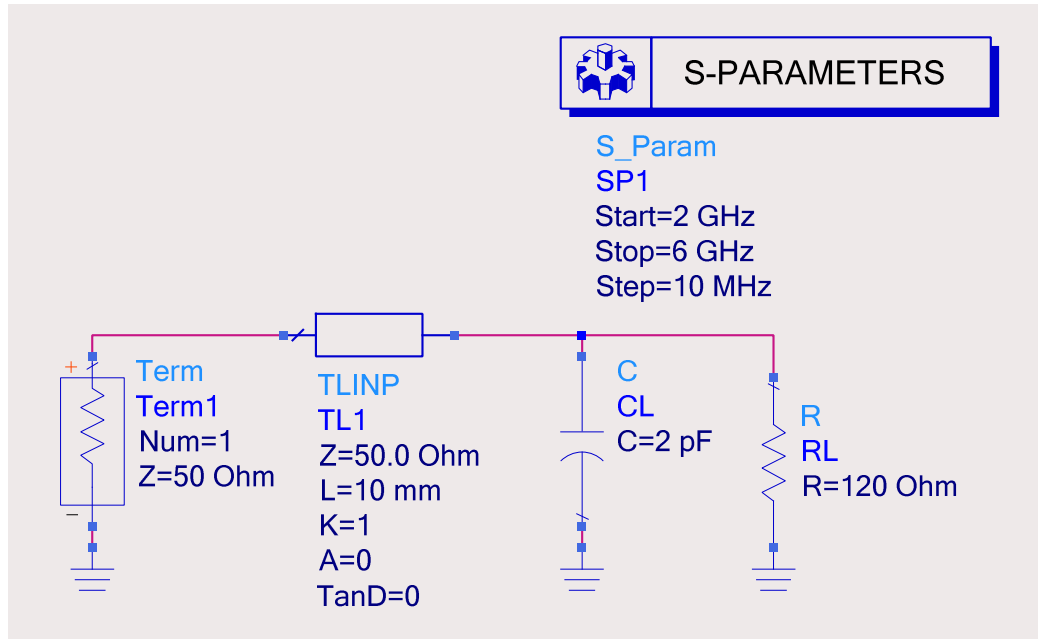 S-PARAMETERS
S_Param
SP1
Start=2 GHz
Stop=6 GHz
Step=10 MHz
+
Term
Term1
Num=1
Z=50 Ohm
−
TLINP
TL1
Z=50.0 Ohm
L=10 mm
K=1
A=0
TanD=0
C
CL
C=2 pF
R
RL
R=120 Ohm